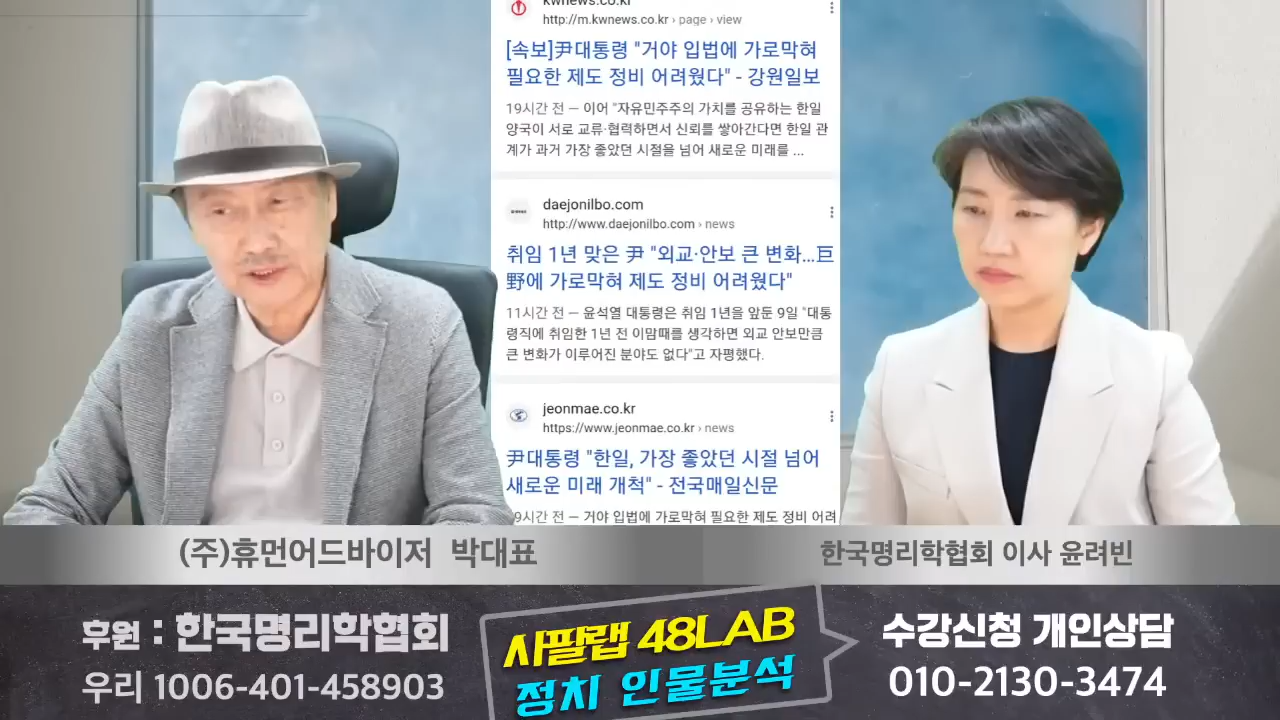 kwnews.co.kr
http://m.kwnews.co.kr › page › view
[속보]尹대통령 "거야 입법에 가로막혀
필요한 제도 정비 어려웠다" - 강원일보
19시간 전 — 이어 "자유민주주의 가치를 공유하는 한일
양국이 서로 교류·협력하면서 신뢰를 쌓아간다면 한일 관
계가 과거 가장 좋았던 시절을 넘어 새로운 미래를 ...
daejonilbo.com
http://www.daejonilbo.com › news
취임 1년 맞은 尹 "외교·안보 큰 변화...巨
野에 가로막혀 제도 정비 어려웠다"
11시간 전 — 윤석열 대통령은 취임 1년을 앞둔 9일 "대통
령직에 취임한 1년 전 이맘때를 생각하면 외교 안보만큼
큰 변화가 이루어진 분야도 없다"고 자평했다.
jeonmae.co.kr
https://www.jeonmae.co.kr › news
尹대통령 "한일, 가장 좋았던 시절 넘어
새로운 미래 개척" - 전국매일신문
9시간 전 — 거야 입법에 가로막혀 필요한 제도 정비 어려
(주)휴먼어드바이저 박대표
한국명리학협회 이사 윤려빈
후원 : 한국명리학협회
우리 1006-401-458903
사팔랩 48LAB
정치 인물분석
수강신청 개인상담
010-2130-3474